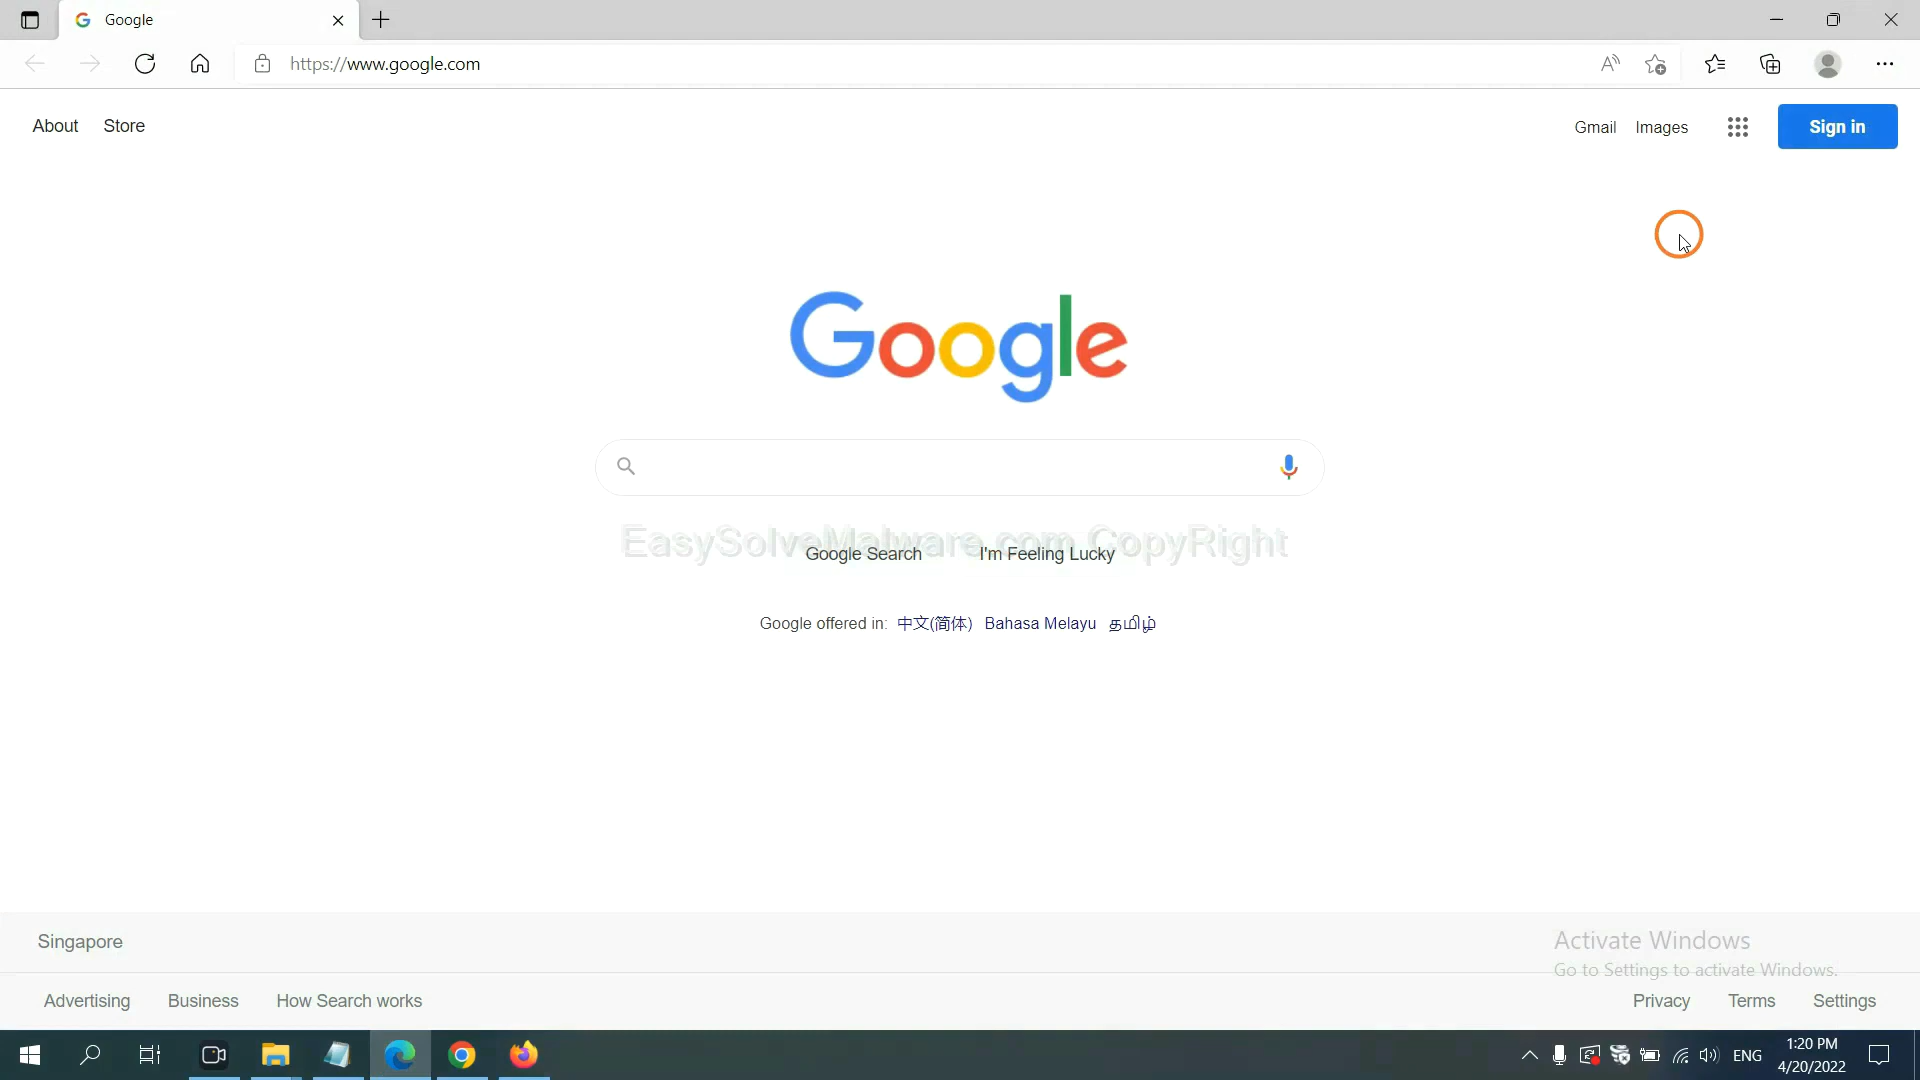 Google
https://www.google.com
About Store
Gmail Images Sign in
Google
EasySolveMalware.com CopyRight
Google Search I'm Feeling Lucky
Google offered in: 中文(简体) Bahasa Melayu தமிழ்
Singapore
Activate Windows
Go to Settings to activate Windows.
Advertising Business How Search works
Privacy Terms Settings
ENG
1:20 PM
4/20/2022